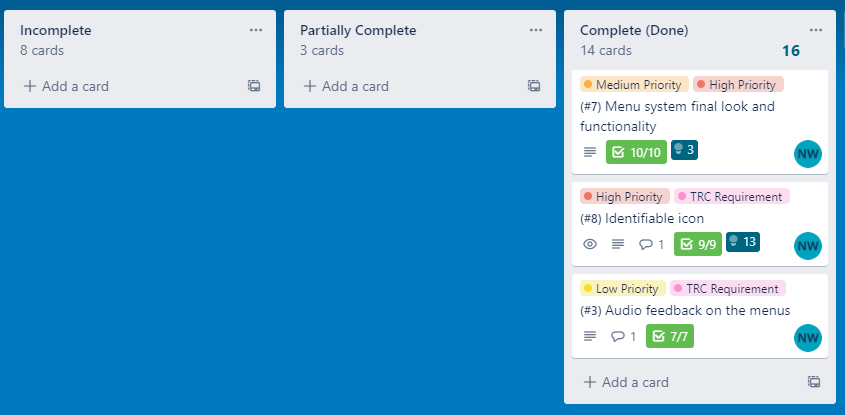 Incomplete
8 cards
Add a card
Partially Complete
3 cards
Add a card
Complete (Done)
14 cards
16
Medium Priority
High Priority
(#7) Menu system final look and
functionality
10/10
3
NW
High Priority
TRC Requirement
(#8) Identifiable icon
1
9/9
13
NW
Low Priority
TRC Requirement
(#3) Audio feedback on the menus
1
7/7
NW
Add a card